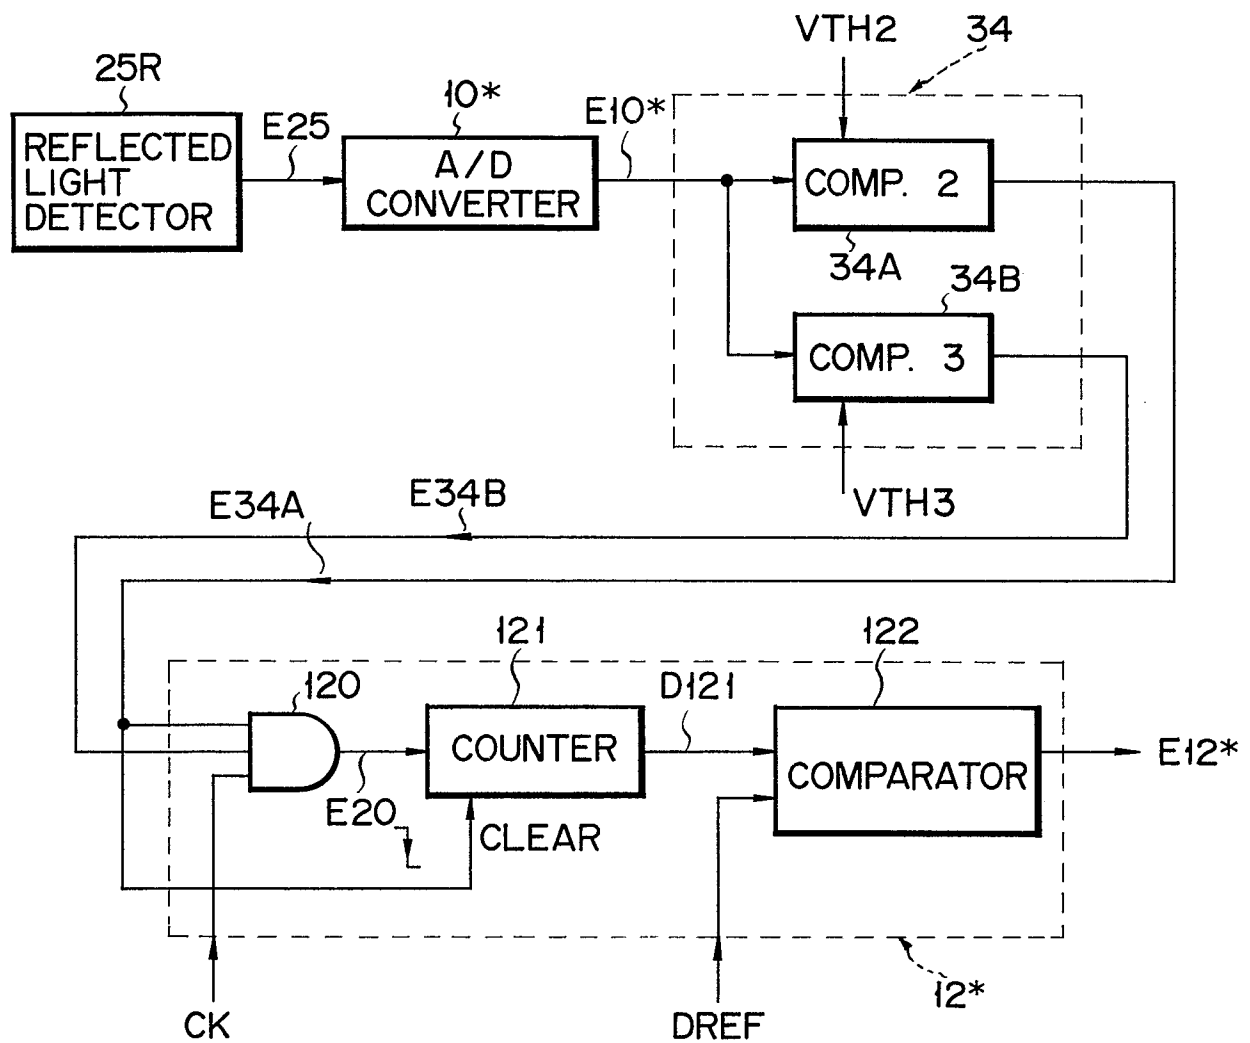 VTH2
34
25R
10*
E10*
E25
REFLECTED
LIGHT
DETECTOR
A/D
CONVERTER
COMP. 2
34A
34B
COMP. 3
VTH3
E34B
E34A
121
122
120
D121
COUNTER
COMPARATOR
E12*
E20
CLEAR
12*
CK
DREF